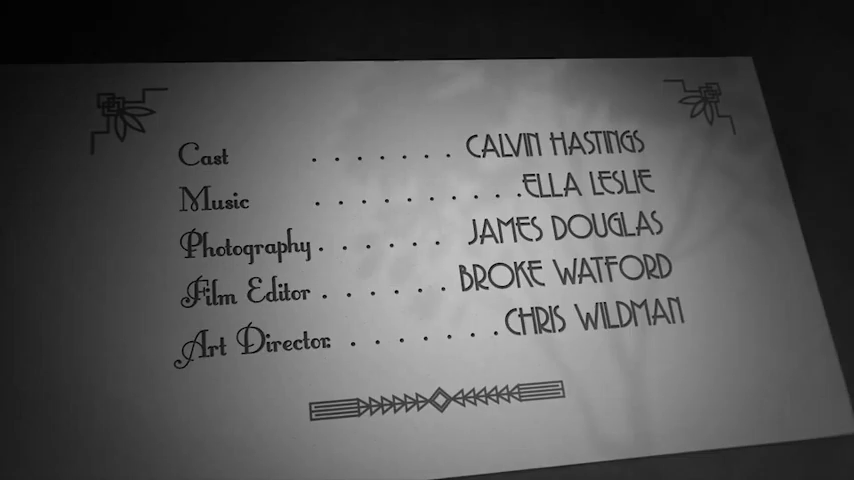 Cast . . . . . . . CALVIN HASTINGS
Music . . . . . . . . . .ELLA LESLIE
Photography . . . . . . JAMES DOUGLAS
Film Editor . . . . . . BROKE WATFORD
Art Director: . . . . . . . CHRIS WILDMAN